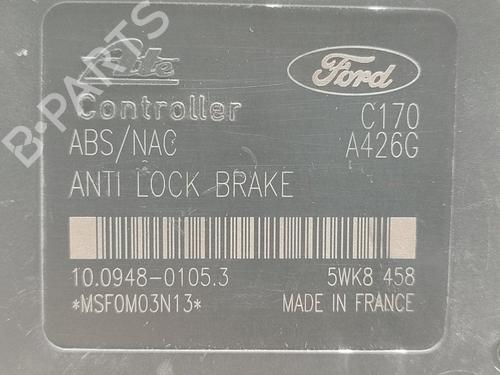 B-PARTS
Ate
Ford
Controller
C170
ABS/NAC
A426G
ANTI LOCK BRAKE
10.0948-0105.3
5WK8 458
*MSF0M03N13*
MADE IN FRANCE